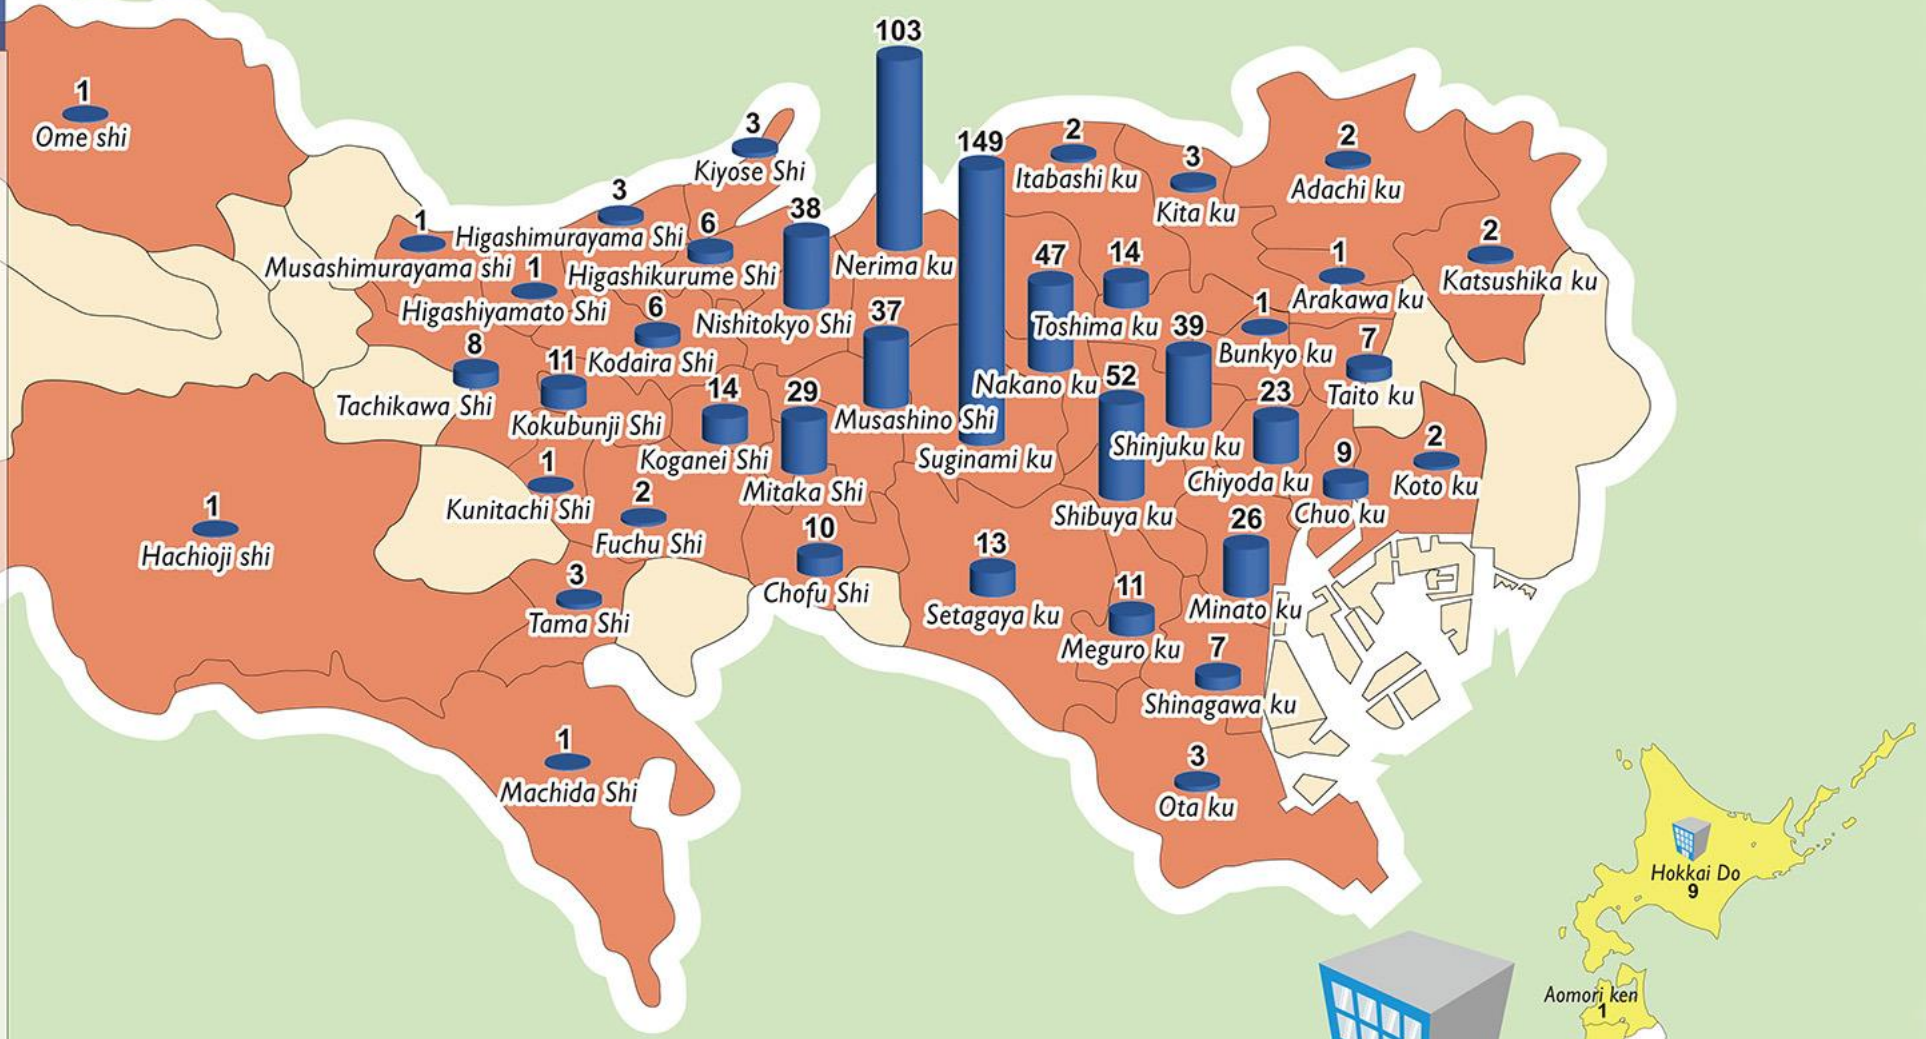 103
Nerima ku
1
Ome shi
3
Kiyose Shi
149
Suginami ku
2
Itabashi ku
3
Kita ku
2
Adachi ku
3
Higashimurayama Shi
1
Musashimurayama shi
6
Higashikurume Shi
38
Nishitokyo Shi
1
Higashiyamato Shi
47
Nakano ku
14
Toshima ku
1
Arakawa ku
2
Katsushika ku
6
Kodaira Shi
37
Musashino Shi
39
Shinjuku ku
1
Bunkyo ku
7
Taito ku
8
Tachikawa Shi
11
Kokubunji Shi
14
Koganei Shi
29
Mitaka Shi
52
Shibuya ku
23
Chiyoda ku
9
Chuo ku
2
Koto ku
1
Kunitachi Shi
2
Fuchu Shi
1
Hachioji shi
10
Chofu Shi
13
Setagaya ku
26
Minato ku
3
Tama Shi
11
Meguro ku
7
Shinagawa ku
1
Machida Shi
3
Ota ku
Hokkai Do
9
Aomori ken
1